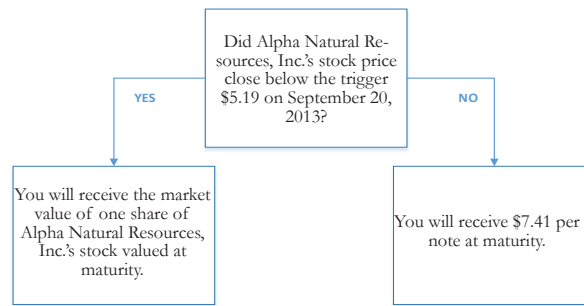 Did Alpha Natural Re-
sources, Inc.'s stock price
close below the trigger
$5.19 on September 20,
2013?
YES
NO
You will receive the market
value of one share of
Alpha Natural Resources,
Inc.'s stock valued at
maturity.
You will receive $7.41 per
note at maturity.